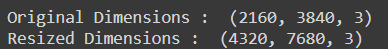 Original Dimensions :  (2160, 3840, 3)
Resized Dimensions :  (4320, 7680, 3)